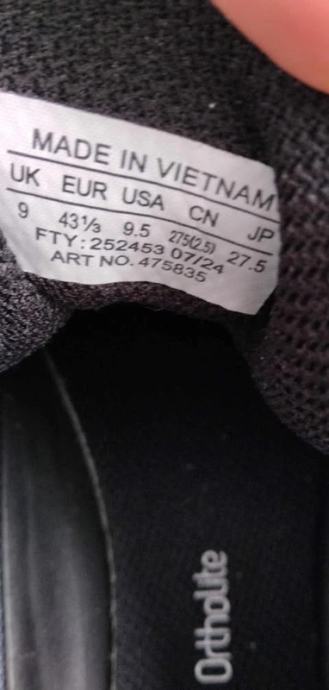 MADE IN VIETNAM
UK EUR USA CN JP
9 43⅓ 9.5 275(2.5) 27.5
FTY: 252453 07/24
ART NO. 475835
Ortholite